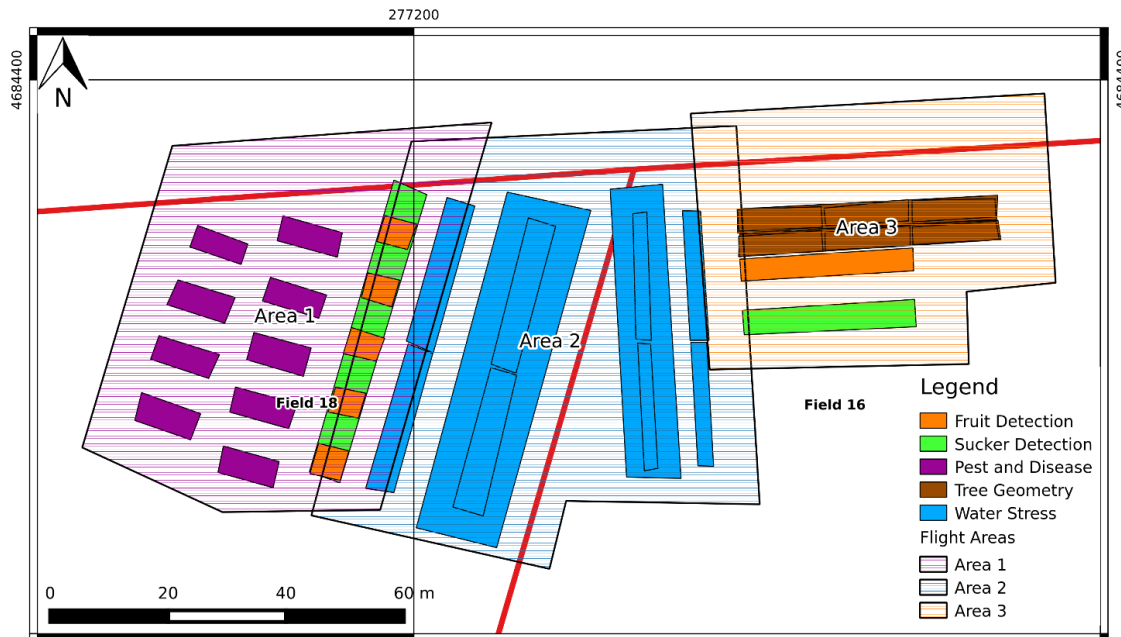 277200
4684400
4684400
N
Area 3
Area 1
Area 2
Field 18
Field 16
Legend
Fruit Detection
Sucker Detection
Pest and Disease
Tree Geometry
Water Stress
Flight Areas
Area 1
Area 2
Area 3
0 20 40 60 m